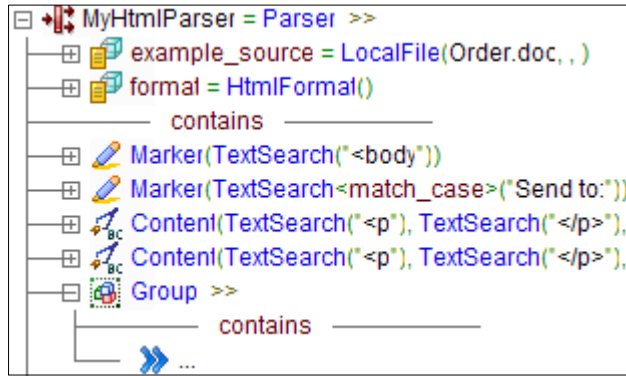 MyHtmlParser = Parser >>
example_source = LocalFile(Order.doc, , )
format = HtmlFormat()
contains
Marker(TextSearch("<body"))
Marker(TextSearch<match_case>("Send to:"))
Content(TextSearch("<p"), TextSearch("</p>"),
Content(TextSearch("<p"), TextSearch("</p>"),
Group >>
contains
...